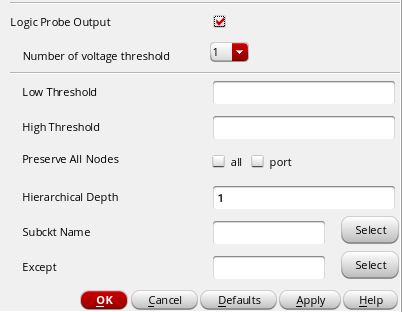 Logic Probe Output
Number of voltage threshold 1
Low Threshold
High Threshold
Preserve All Nodes all port
Hierarchical Depth 1
Subckt Name Select
Except Select
OK Cancel Defaults Apply Help